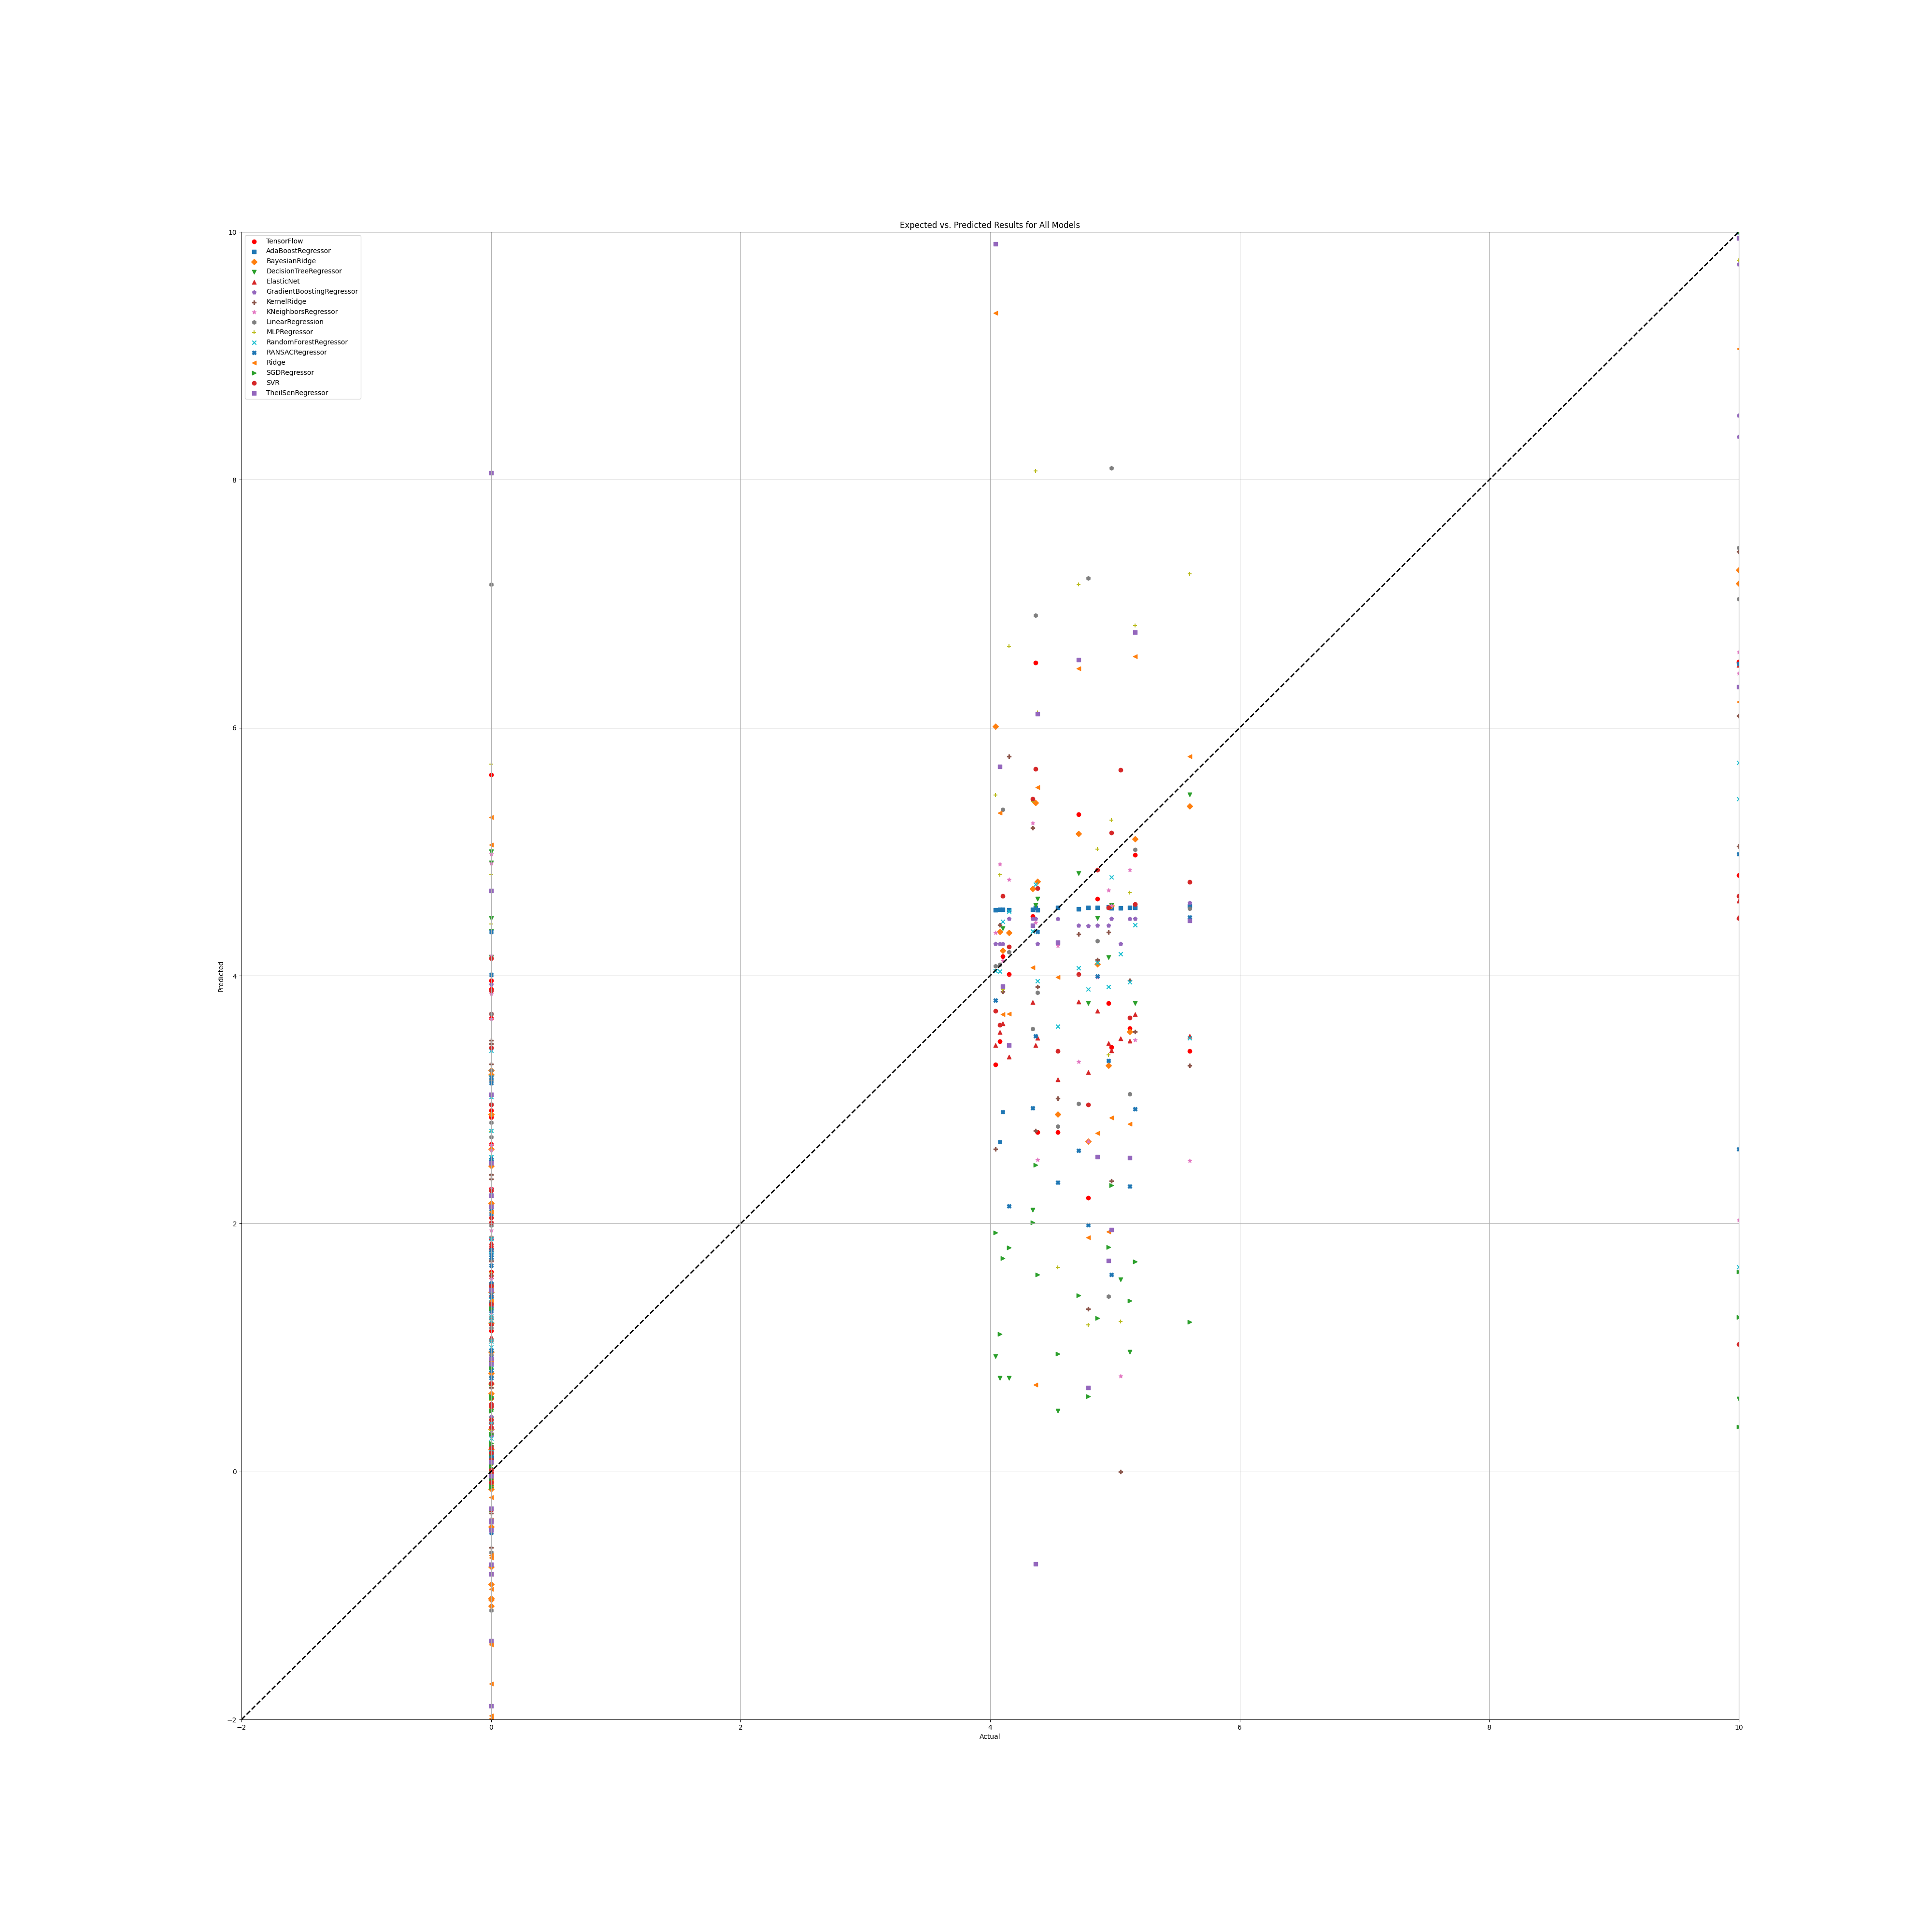 Expected vs. Predicted Results for All Models
10
8
6
4
2
0
−2
Predicted
TensorFlow
AdaBoostRegressor
BayesianRidge
DecisionTreeRegressor
ElasticNet
GradientBoostingRegressor
KernelRidge
KNeighborsRegressor
LinearRegression
MLPRegressor
RandomForestRegressor
RANSACRegressor
Ridge
SGDRegressor
SVR
TheilSenRegressor
−2 0 2 4 6 8 10
Actual